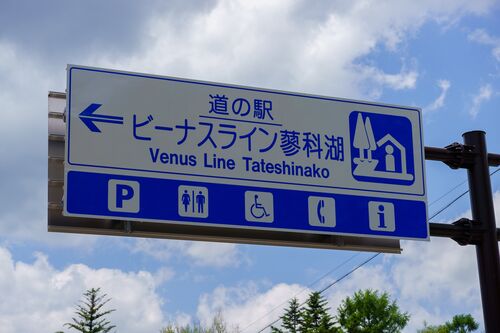 道の駅
ビーナスライン蓼科湖
Venus Line Tateshinako
P
i